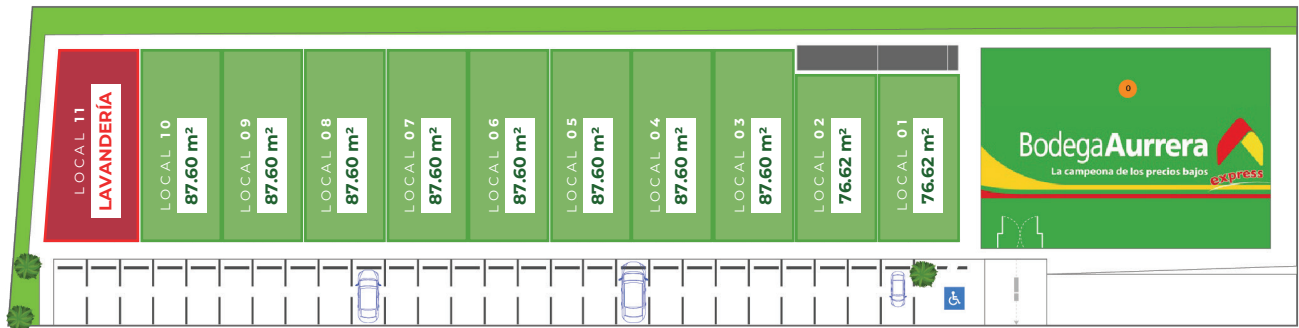 LOCAL 11
LAVANDERÍA
LOCAL 10
87.60 m²
LOCAL 09
87.60 m²
LOCAL 08
87.60 m²
LOCAL 07
87.60 m²
LOCAL 06
87.60 m²
LOCAL 05
87.60 m²
LOCAL 04
87.60 m²
LOCAL 03
87.60 m²
LOCAL 02
76.62 m²
LOCAL 01
76.62 m²
0
BodegaAurrera
La campeona de los precios bajos
express